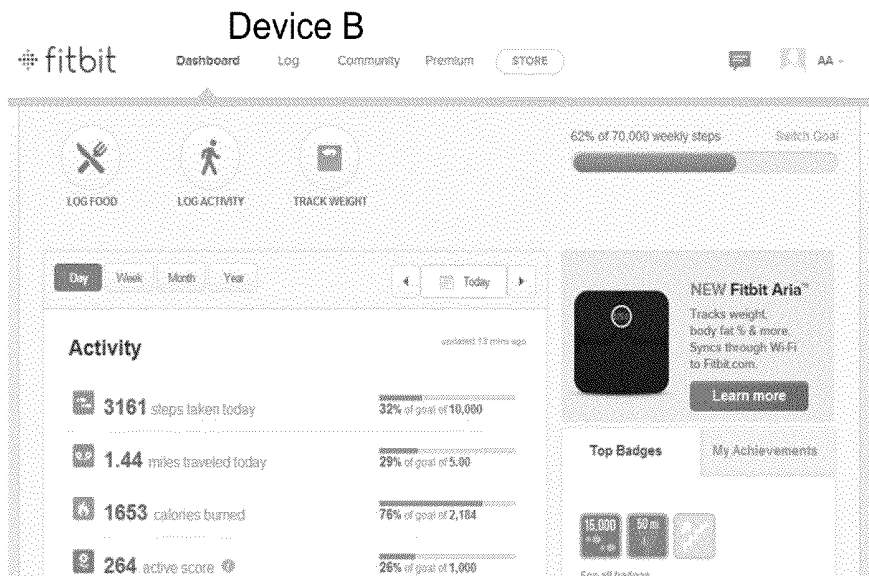 Device B
fitbit Dashboard Log Community Premium STORE AA
62% of 70,000 weekly steps Switch Goal
LOG FOOD LOG ACTIVITY TRACK WEIGHT
Day Week Month Year Today
NEW Fitbit Aria™
Tracks weight,
body fat % & more.
Syncs through Wi-Fi
to Fitbit.com.
Learn more
Activity updated 13 mins ago
3161 steps taken today 32% of goal of 10,000
1.44 miles traveled today 29% of goal of 5.00
1653 calories burned 76% of goal of 2,184
264 active score 26% of goal of 1,000
Top Badges My Achievements
15,000 50 mi
See all badges